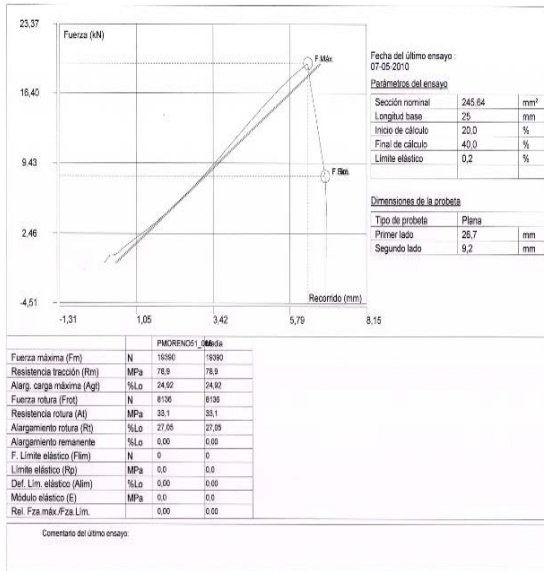 23,37
Fuerza (kN)
F.Máx.
18,40
9,43
2,46
-4,51
Recorrido (mm)
-1,31 1,05 3,42 5,79 8,15
Fecha del último ensayo :
07-05-2010
Parámetros del ensayo
Sección nominal 245,64 mm²
Longitud base 25 mm
Inicio de cálculo 20,0 %
Final de cálculo 40,0 %
Límite elástico 0,2 %
Dimensiones de la probeta
Tipo de probeta Plana
Primer lado 26,7 mm
Segundo lado 9,2 mm
Fuerza máxima (Fm) N 19390 19390
Resistencia tracción (Rm) MPa 78,9 78,9
Alarg. carga máxima (Agt) %Lo 24,92 24,92
Fuerza rotura (Frot) N 8136 8136
Resistencia rotura (At) MPa 33,1 33,1
Alargamiento rotura (Rt) %Lo 27,05 27,05
Alargamiento remanente %Lo 0,00 0,00
F. Límite elástico (Flim) N 0 0
Límite elástico (Rp) MPa 0,0 0,0
Def. Lím. elástico (Alim) %Lo 0,00 0,00
Módulo elástico (E) MPa 0,0 0,0
Rel. Fza.máx./Fza.Lím. 0,00 0,00
Comentario del último ensayo: